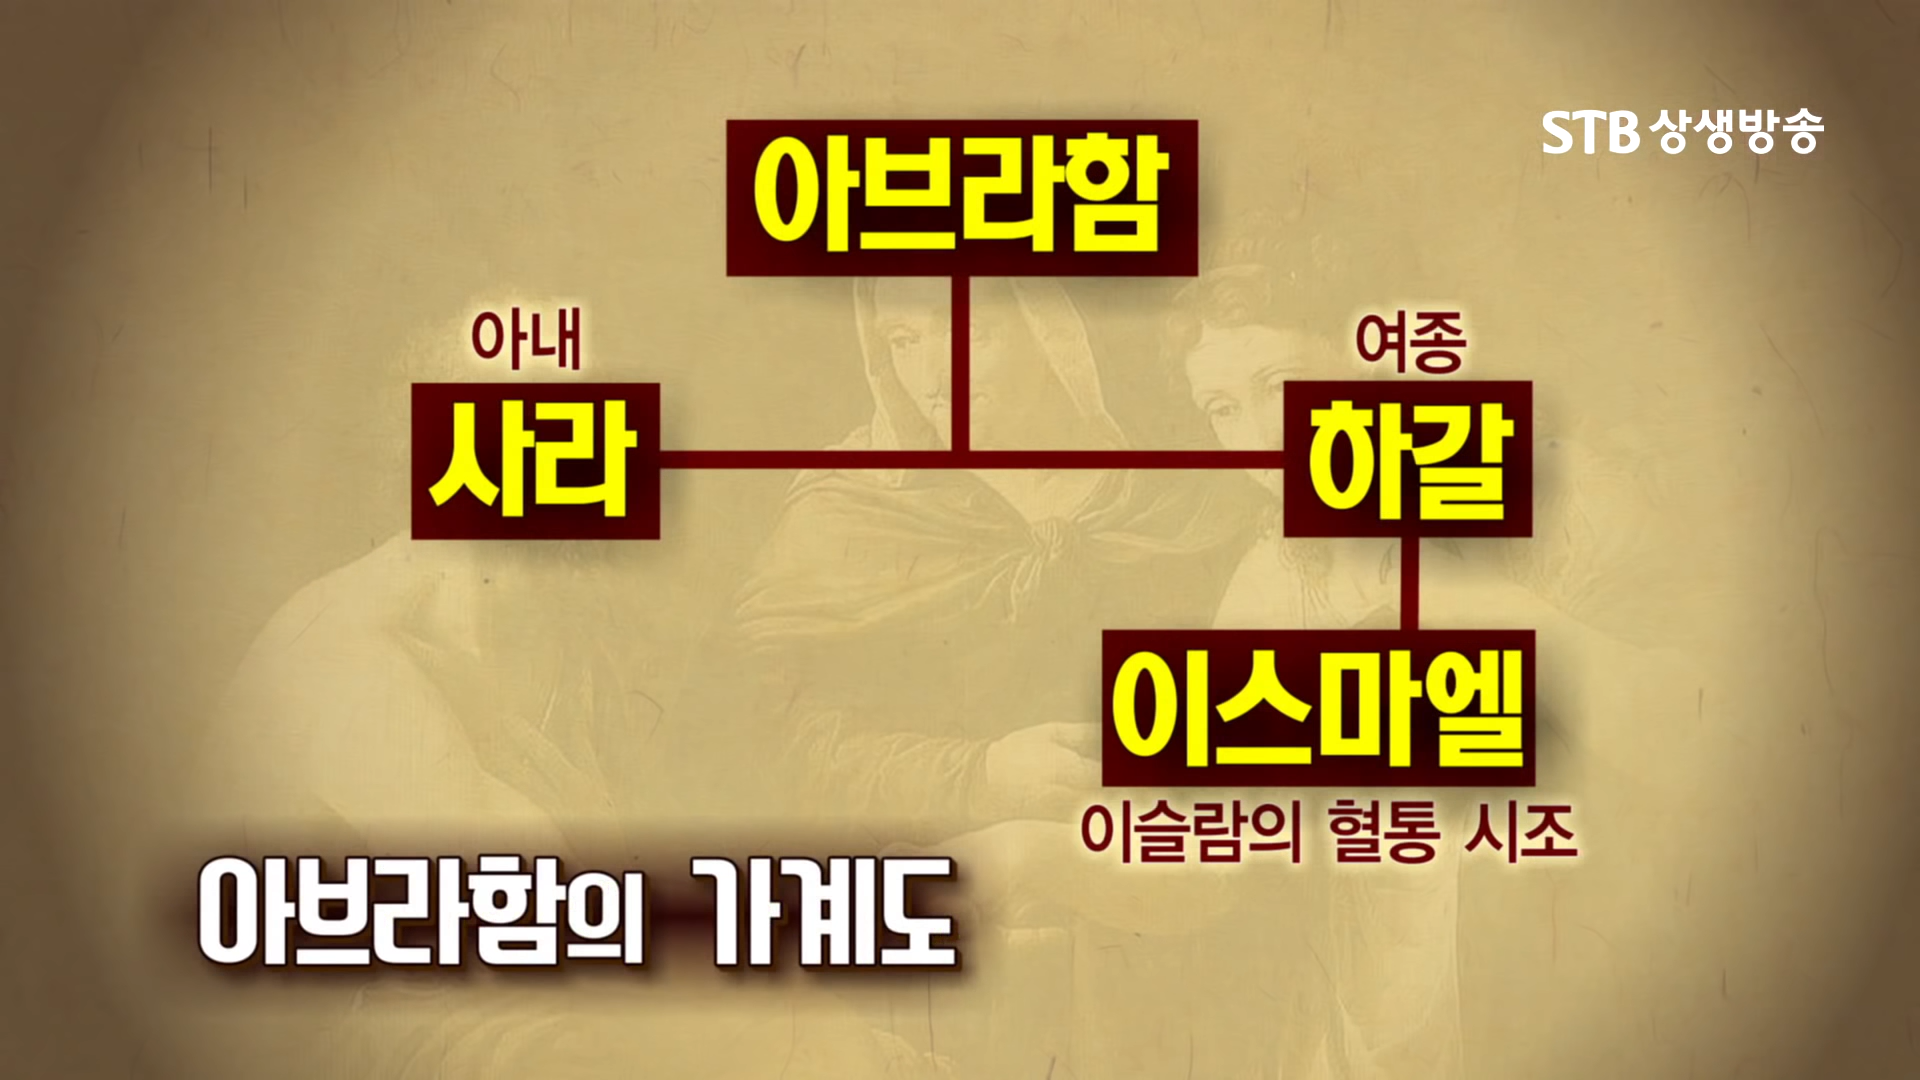 STB 상생방송
아브라함
아내
여종
사라
하갈
이스마엘
이슬람의 혈통 시조
아브라함의 가계도